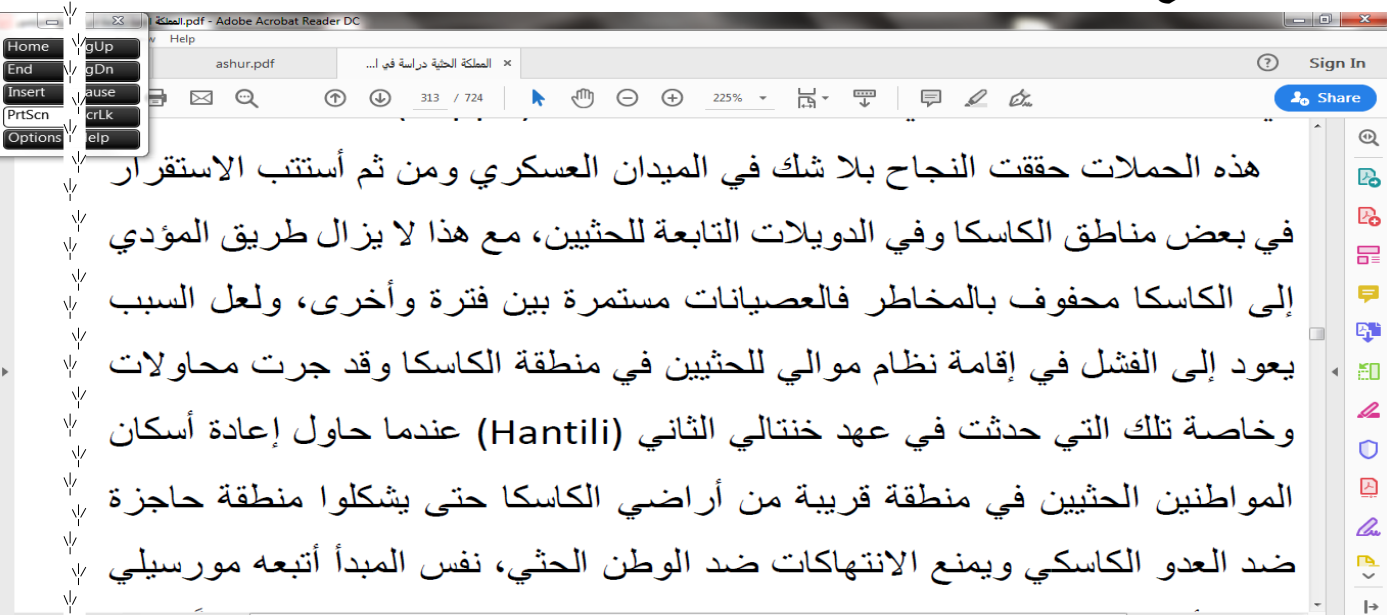 المملكة.pdf - Adobe Acrobat Reader DC
Help
Home gUp
End gDn
Insert ause
PrtScn crLk
Options elp
ashur.pdf
المملكة الحثية دراسة في ا...
Sign In
313 / 724
225%
Share
هذه الحملات حققت النجاح بلا شك في الميدان العسكري ومن ثم أستتب الاستقرار
في بعض مناطق الكاسكا وفي الدويلات التابعة للحثيين، مع هذا لا يزال طريق المؤدي
إلى الكاسكا محفوف بالمخاطر فالعصيانات مستمرة بين فترة وأخرى، ولعل السبب
يعود إلى الفشل في إقامة نظام موالي للحثيين في منطقة الكاسكا وقد جرت محاولات
وخاصة تلك التي حدثت في عهد خنتالي الثاني (Hantili) عندما حاول إعادة أسكان
المواطنين الحثيين في منطقة قريبة من أراضي الكاسكا حتى يشكلوا منطقة حاجزة
ضد العدو الكاسكي ويمنع الانتهاكات ضد الوطن الحثي، نفس المبدأ أتبعه مورسيلي